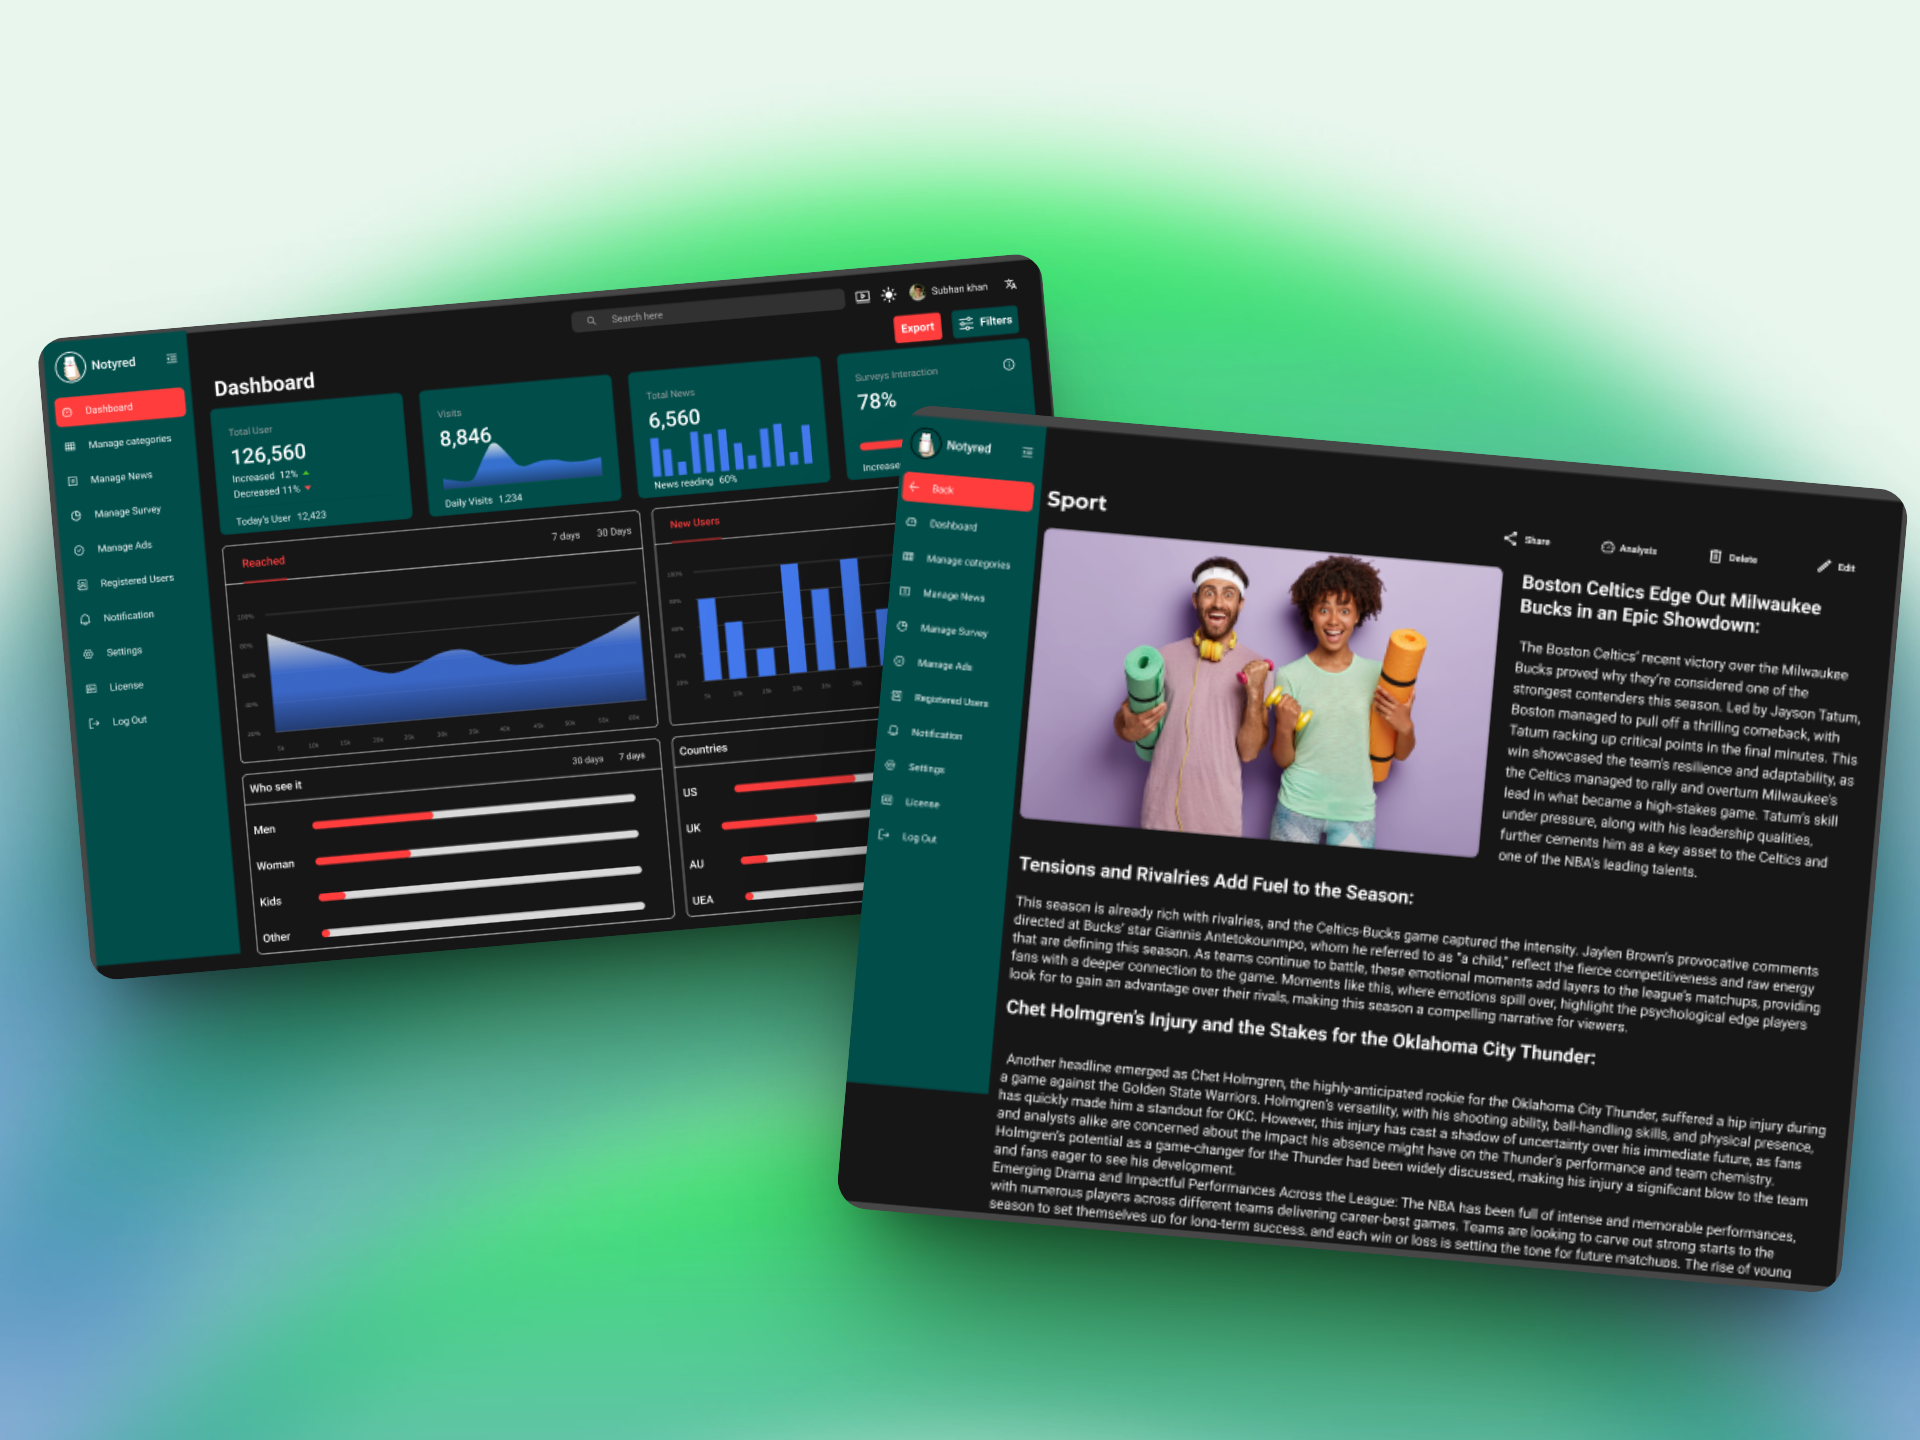 Notyred
Dashboard
Manage categories
Manage News
Manage Survey
Manage Ads
Registered Users
Notification
Settings
License
Log Out
Search here
Subhan khan
Export
Filters
Dashboard
Total User
126,560
Increased 12%
Decreased 11%
Today's User 12,423
Visits
8,846
Daily Visits 1,234
Total News
6,560
News reading 60%
Surveys Interaction
78%
Increase
Reached
7 days 30 Days
100%
80%
60%
40%
20%
5k 10k 15k 20k 25k 30k 35k 40k 45k 50k 55k 60k
New Users
100%
80%
60%
40%
20%
Who see it
30 days 7 days
Men
Woman
Kids
Other
Countries
US
UK
AU
UEA
Notyred
Back
Dashboard
Manage categories
Manage News
Manage Survey
Manage Ads
Registered Users
Notification
Settings
License
Log Out
Sport
Share
Analysis
Delete
Edit
Boston Celtics Edge Out Milwaukee
Bucks in an Epic Showdown:
The Boston Celtics' recent victory over the Milwaukee
Bucks proved why they're considered one of the
strongest contenders this season. Led by Jayson Tatum,
Boston managed to pull off a thrilling comeback, with
Tatum racking up critical points in the final minutes. This
win showcased the team's resilience and adaptability, as
the Celtics managed to rally and overturn Milwaukee's
lead in what became a high-stakes game. Tatum's skill
under pressure, along with his leadership qualities,
further cements him as a key asset to the Celtics and
one of the NBA's leading talents.
Tensions and Rivalries Add Fuel to the Season:
This season is already rich with rivalries, and the Celtics-Bucks game captured the intensity. Jaylen Brown's provocative comments
directed at Bucks' star Giannis Antetokounmpo, whom he referred to as "a child," reflect the fierce competitiveness and raw energy
that are defining this season. As teams continue to battle, these emotional moments add layers to the league's matchups, providing
fans with a deeper connection to the game. Moments like this, where emotions spill over, highlight the psychological edge players
look for to gain an advantage over their rivals, making this season a compelling narrative for viewers.
Chet Holmgren's Injury and the Stakes for the Oklahoma City Thunder:
Another headline emerged as Chet Holmgren, the highly-anticipated rookie for the Oklahoma City Thunder, suffered a hip injury during
a game against the Golden State Warriors. Holmgren's versatility, with his shooting ability, ball-handling skills, and physical presence,
has quickly made him a standout for OKC. However, this injury has cast a shadow of uncertainty over his immediate future, as fans
and analysts alike are concerned about the impact his absence might have on the Thunder's performance and team chemistry.
Holmgren's potential as a game-changer for the Thunder had been widely discussed, making his injury a significant blow to the team
and fans eager to see his development.
Emerging Drama and Impactful Performances Across the League: The NBA has been full of intense and memorable performances,
with numerous players across different teams delivering career-best games. Teams are looking to carve out strong starts to the
season to set themselves up for long-term success, and each win or loss is setting the tone for future matchups. The rise of young